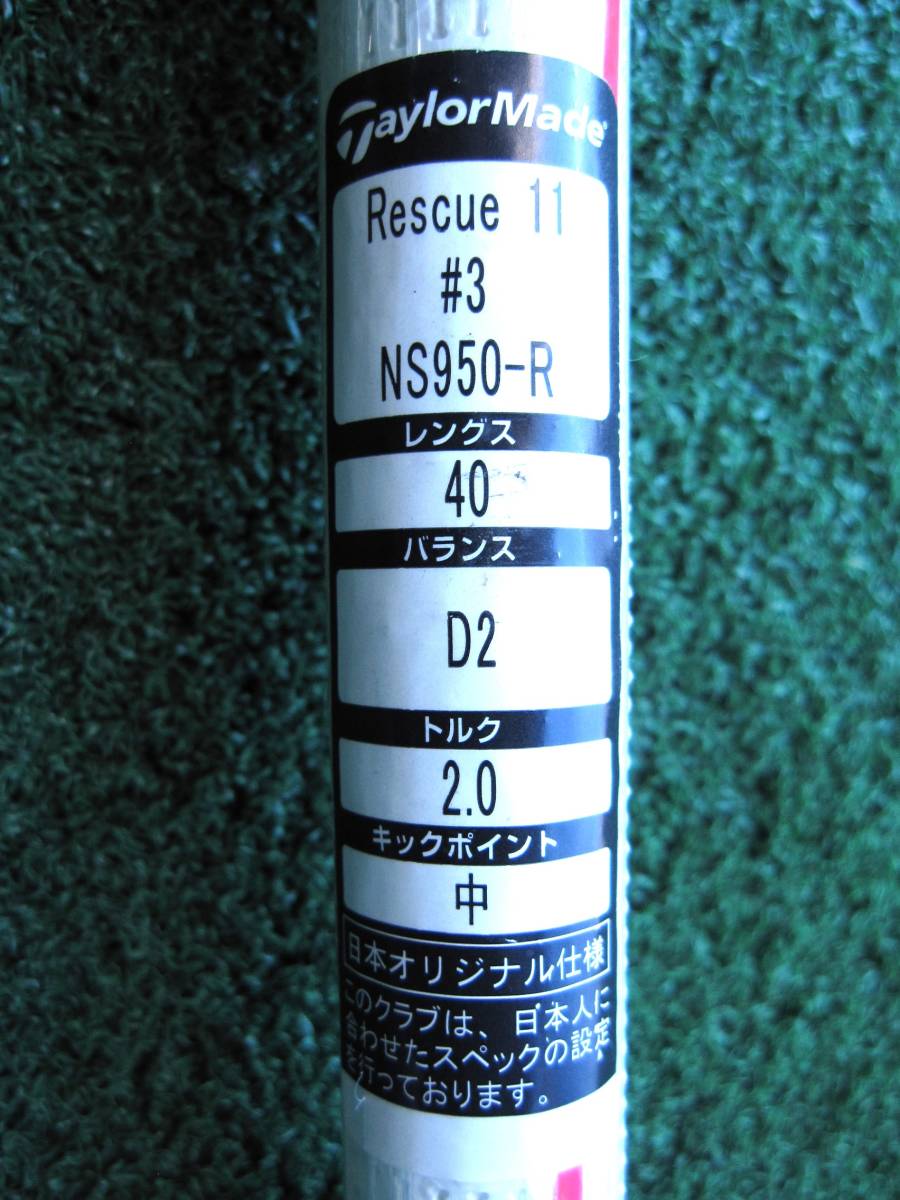 TaylorMade
Rescue 11
#3
NS950-R
レングス
40
バランス
D2
トルク
2.0
キックポイント
中
日本オリジナル仕様
このクラブは、日本人に
合わせたスペックの設定
を行っております。